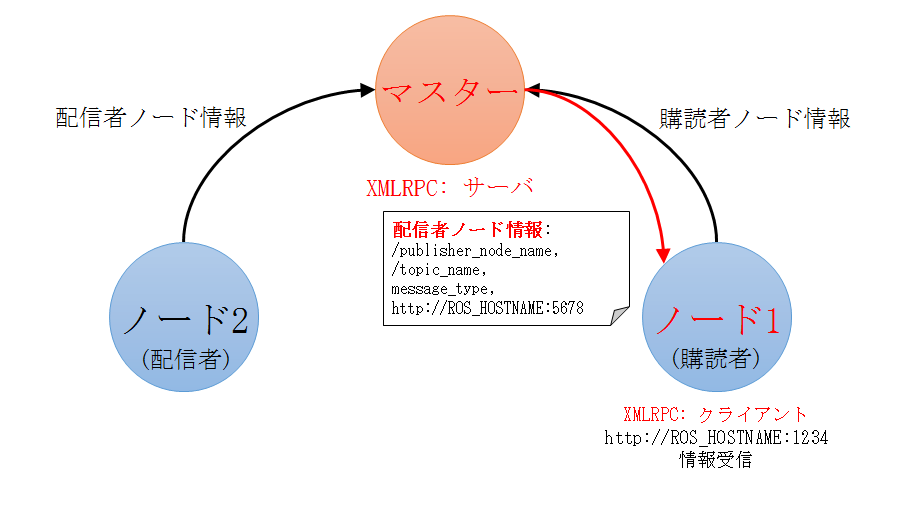 マスター
配信者ノード情報
購読者ノード情報
XMLRPC: サーバ
配信者ノード情報:
/publisher_node_name,
/topic_name,
message_type,
http://ROS_HOSTNAME:5678
ノード2
(配信者)
ノード1
(購読者)
XMLRPC: クライアント
http://ROS_HOSTNAME:1234
情報受信